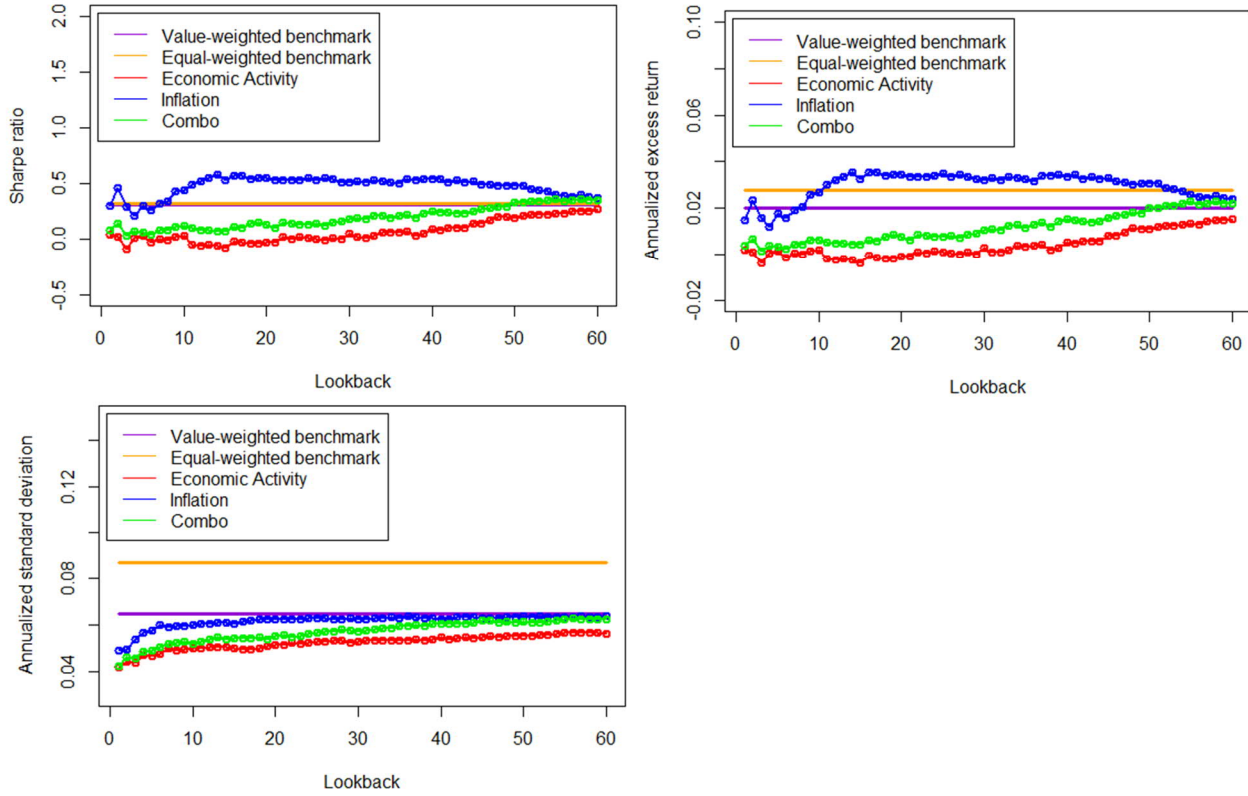 Sharpe ratio
2.0
1.5
1.0
0.5
0.0
-0.5
Value-weighted benchmark
Equal-weighted benchmark
Economic Activity
Inflation
Combo
0 10 20 30 40 50 60
Lookback
Annualized excess return
0.10
0.06
0.02
-0.02
Value-weighted benchmark
Equal-weighted benchmark
Economic Activity
Inflation
Combo
0 10 20 30 40 50 60
Lookback
Annualized standard deviation
0.12
0.08
0.04
Value-weighted benchmark
Equal-weighted benchmark
Economic Activity
Inflation
Combo
0 10 20 30 40 50 60
Lookback